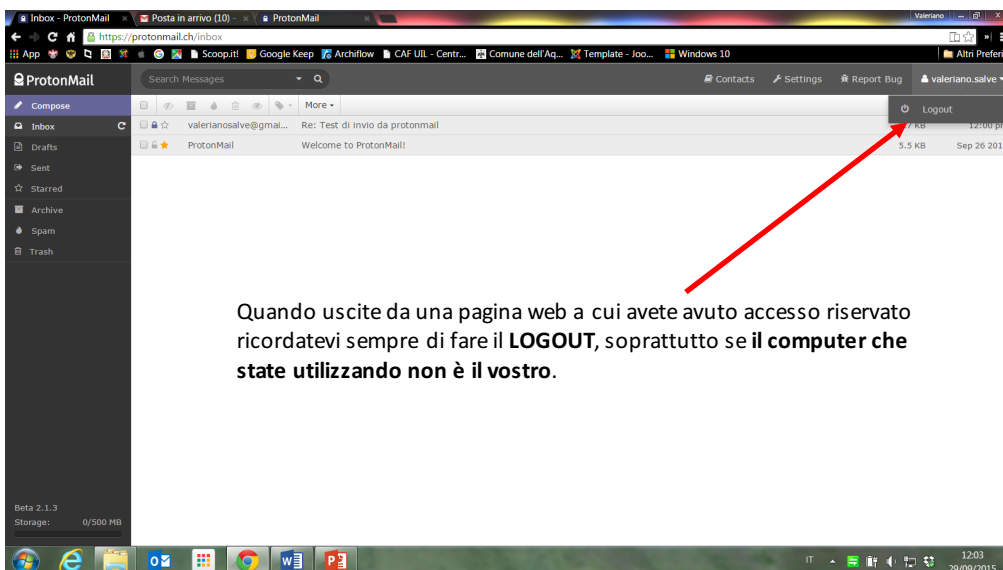 Inbox - ProtonMail × Posta in arrivo (10) - × ProtonMail × Valeriano
https://protonmail.ch/inbox
App Scoop.it! Google Keep Archiflow CAF UIL - Centr... Comune dell'Aq... Template - Joo... Windows 10 Altri Preferi
ProtonMail Search Messages Contacts Settings Report Bug valeriano.salve
Compose More Logout
Inbox valerianosalve@gmai... Re: Test di invio da protonmail KB 12:00 p
Drafts ProtonMail Welcome to ProtonMail! 5.5 KB Sep 26 201
Sent
Starred
Archive
Spam
Trash
Quando uscite da una pagina web a cui avete avuto accesso riservato
ricordatevi sempre di fare il LOGOUT, soprattutto se il computer che
state utilizzando non è il vostro.
Beta 2.1.3
Storage: 0/500 MB
IT 12:03
29/09/2015